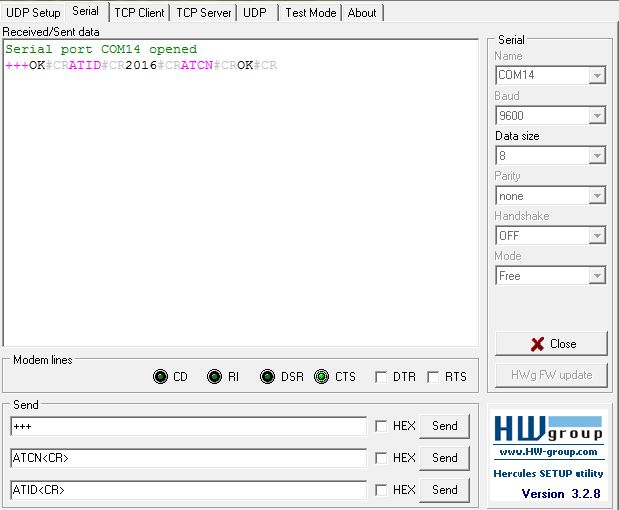 UDP Setup Serial TCP Client TCP Server UDP Test Mode About
Received/Sent data
Serial port COM14 opened
+++OK#CRATID#CR2016#CRATCN#CROK#CR
Serial
Name
COM14
Baud
9600
Data size
8
Parity
none
Handshake
OFF
Mode
Free
Close
HWg FW update
Modem lines
CD RI DSR CTS DTR RTS
Send
+++ HEX Send
ATCN<CR> HEX Send
ATID<CR> HEX Send
HW group
www.HW-group.com
Hercules SETUP utility
Version 3.2.8